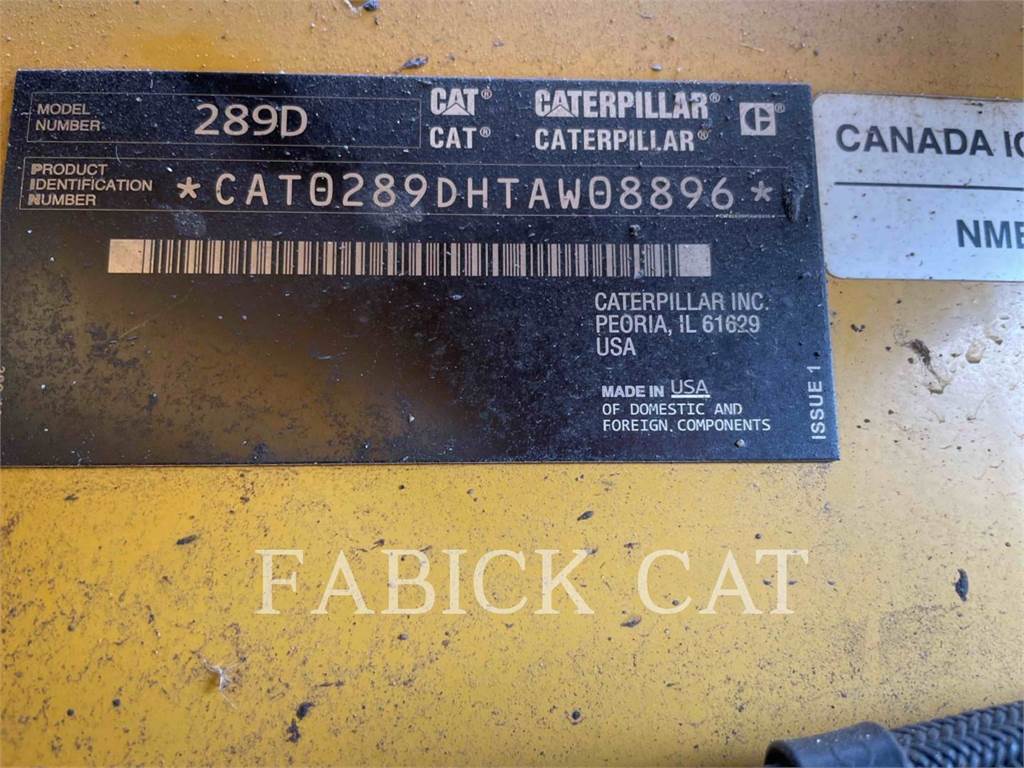 MODEL
NUMBER
289D
CAT® CATERPILLAR® ®
CAT® CATERPILLAR®
PRODUCT
IDENTIFICATION
NUMBER
*CAT0289DHTAW08896*
CATERPILLAR INC.
PEORIA, IL 61629
USA
MADE IN USA
OF DOMESTIC AND
FOREIGN COMPONENTS
ISSUE 1
CANADA
FABICK CAT